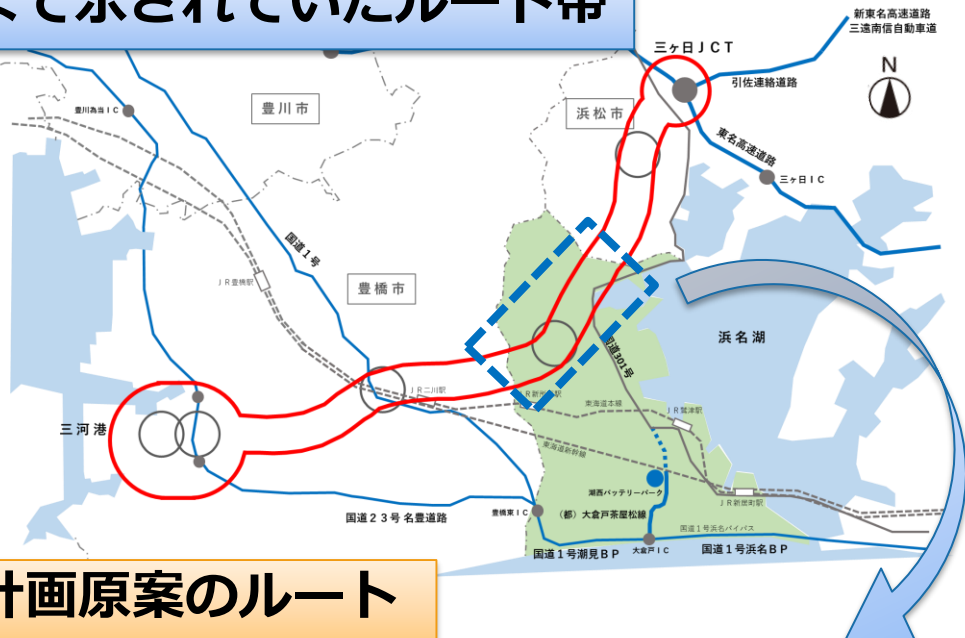 て示されていたルート帯
新東名高速道路
三遠南信自動車道
三ヶ日ＪＣＴ
引佐連絡道路
N
豊川為当ＩＣ
豊川市
浜松市
東名高速道路
三ヶ日ＩＣ
国道１号
ＪＲ豊橋駅
豊橋市
浜名湖
国道301号
ＪＲ二川駅
東海道本線
ＪＲ鷲津駅
三河港
東海道新幹線
湖西バッテリーパーク
ＪＲ新居町駅
豊橋東ＩＣ
（都）大倉戸茶屋松線
国道２３号 名豊道路
国道１号浜名バイパス
国道１号潮見ＢＰ
大倉戸ＩＣ
国道１号浜名ＢＰ
計画原案のルート